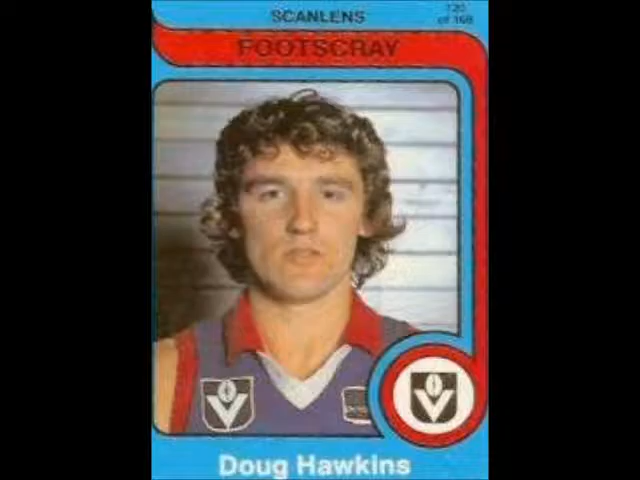 SCANLENS
120
of 168
FOOTSCRAY
V
V
Doug Hawkins